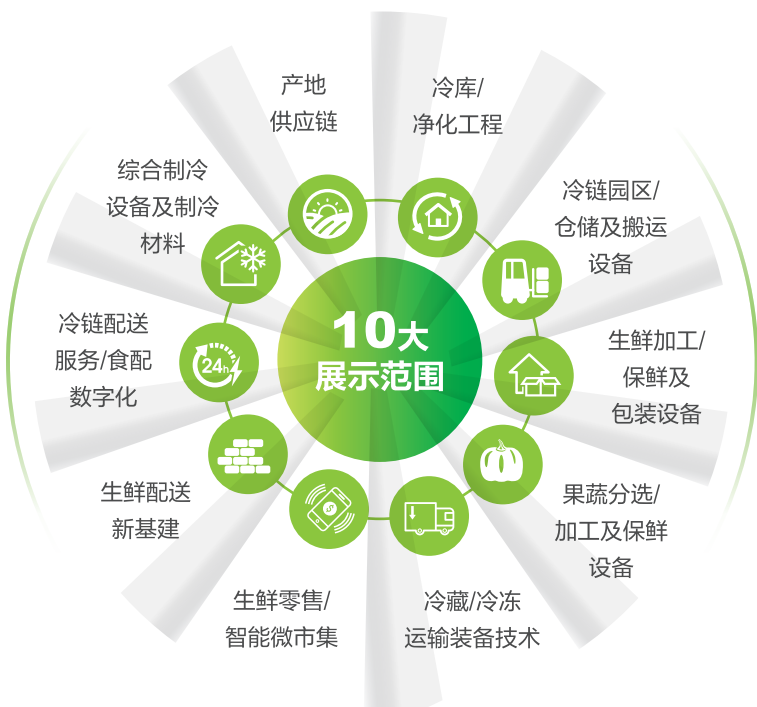 10大
展示范围
产地
供应链
冷库/
净化工程
冷链园区/
仓储及搬运
设备
生鲜加工/
保鲜及
包装设备
果蔬分选/
加工及保鲜
设备
冷藏/冷冻
运输装备技术
生鲜零售/
智能微市集
生鲜配送
新基建
冷链配送
服务/食配
数字化
24h
综合制冷
设备及制冷
材料